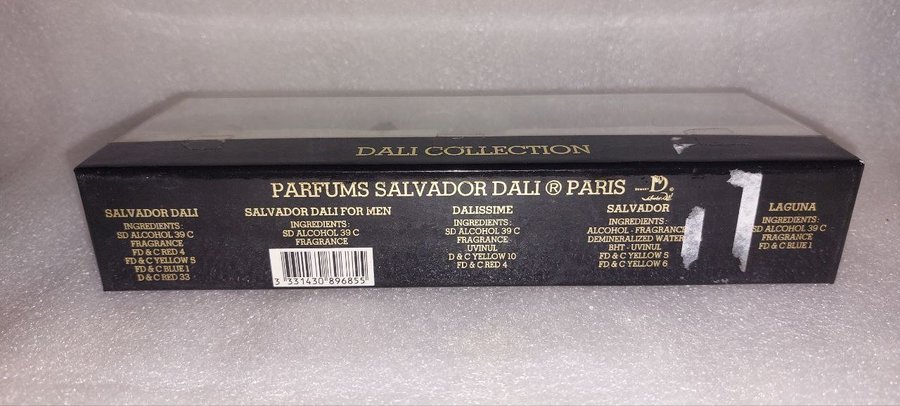 DALI COLLECTION
PARFUMS SALVADOR DALI ® PARIS
SALVADOR DALI
INGREDIENTS :
SD ALCOHOL 39 C
FRAGRANCE
FD & C RED 4
FD & C YELLOW 5
FD & C BLUE 1
D & C RED 33
SALVADOR DALI FOR MEN
INGREDIENTS :
SD ALCOHOL 39 C
FRAGRANCE
3 331430 896855
DALISSIME
INGREDIENTS :
SD ALCOHOL 39 C
FRAGRANCE
UVINUL
D & C YELLOW 10
FD & C RED 4
SALVADOR
INGREDIENTS :
ALCOHOL - FRAGRANCE
DEMINERALIZED WATER
BHT - UVINUL
FD & C YELLOW 5
FD & C YELLOW 6
LAGUNA
INGREDIENTS :
SD ALCOHOL 39 C
FRAGRANCE
FD & C BLUE 1